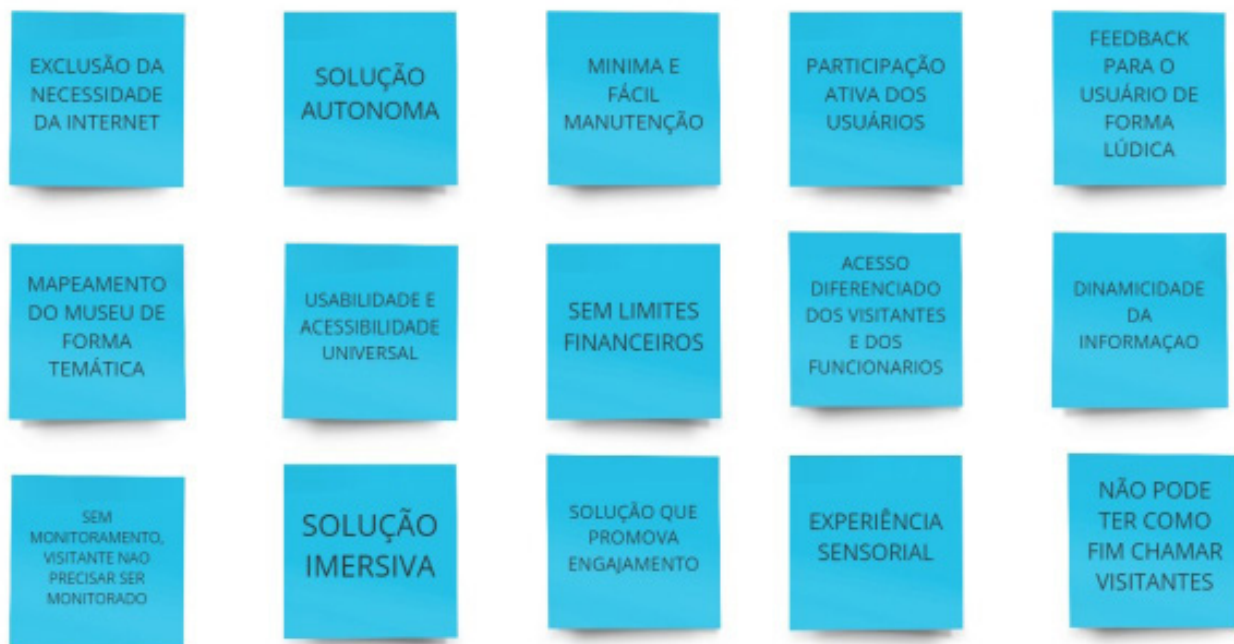 EXCLUSÃO DA
NECESSIDADE
DA INTERNET
SOLUÇÃO
AUTONOMA
MINIMA E
FÁCIL
MANUTENÇÃO
PARTICIPAÇÃO
ATIVA DOS
USUÁRIOS
FEEDBACK
PARA O
USUÁRIO DE
FORMA
LÚDICA
MAPEAMENTO
DO MUSEU DE
FORMA
TEMÁTICA
USABILIDADE E
ACESSIBILIDADE
UNIVERSAL
SEM LIMITES
FINANCEIROS
ACESSO
DIFERENCIADO
DOS VISITANTES
E DOS
FUNCIONARIOS
DINAMICIDADE
DA
INFORMAÇAO
SEM
MONITORAMENTO,
VISITANTE NAO
PRECISAR SER
MONITORADO
SOLUÇÃO
IMERSIVA
SOLUÇÃO QUE
PROMOVA
ENGAJAMENTO
EXPERIÊNCIA
SENSORIAL
NÃO PODE
TER COMO
FIM CHAMAR
VISITANTES